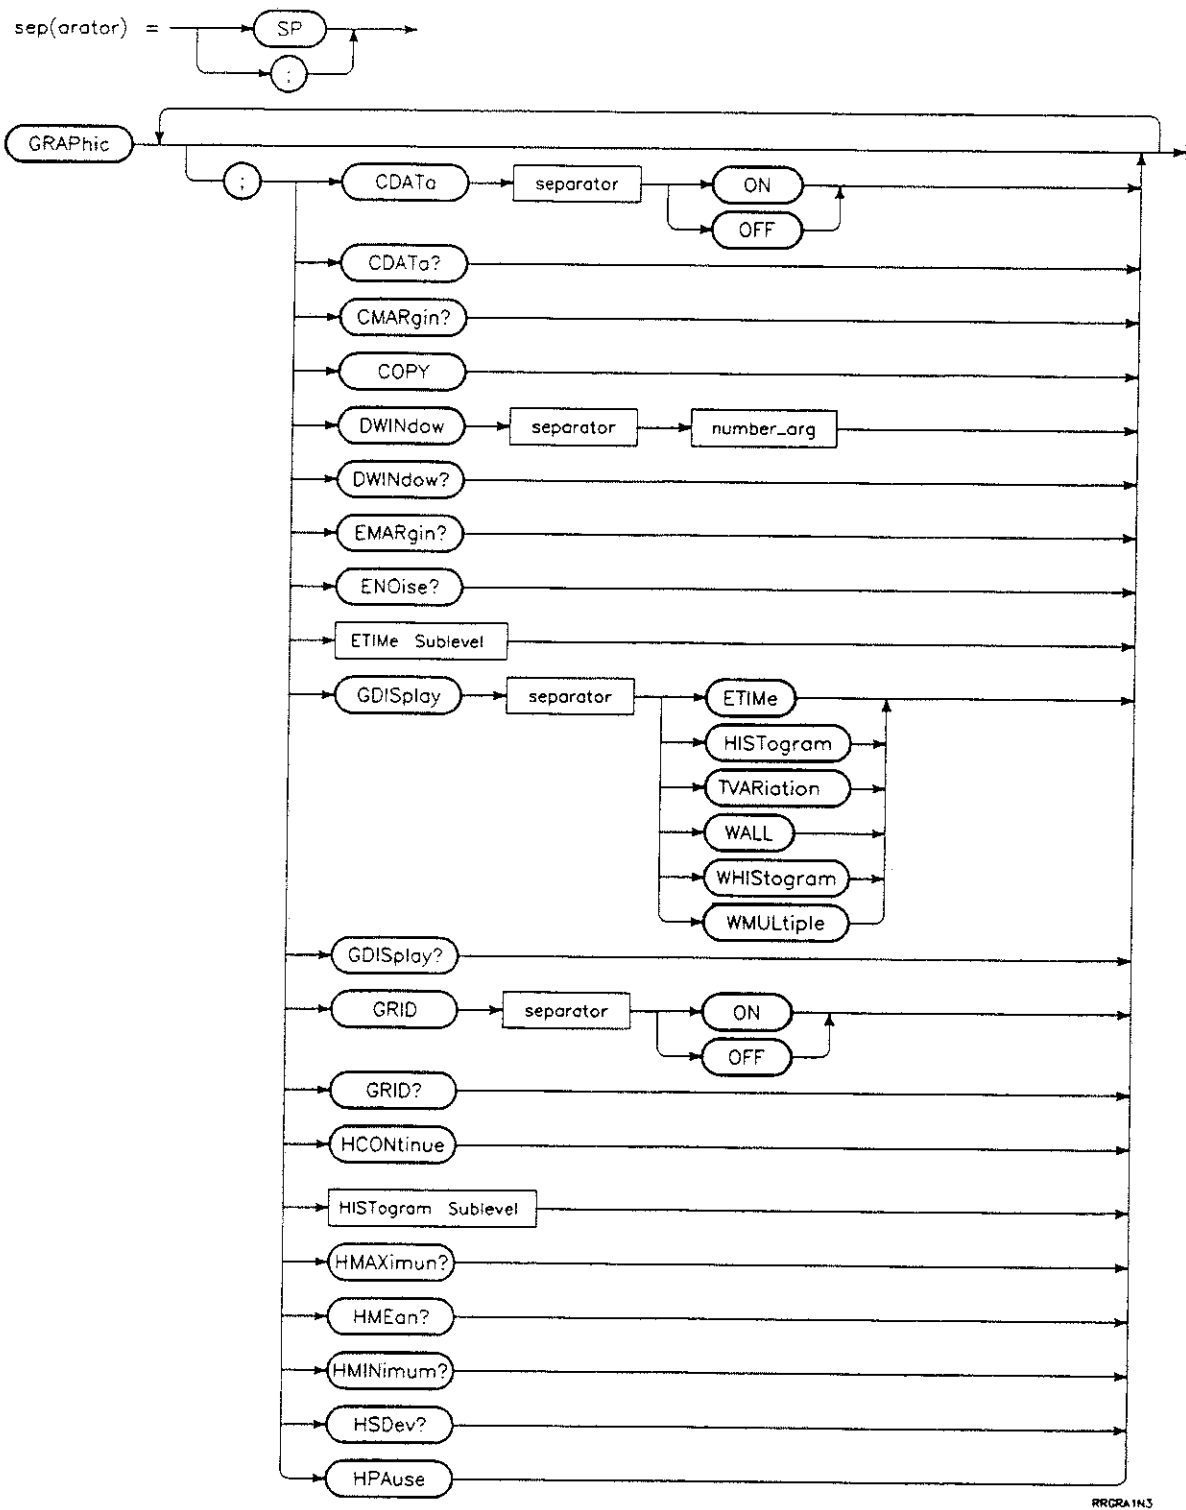 sep(arator) = SP
;
GRAPhic
; CDATa separator ON
OFF
CDATa?
CMARgin?
COPY
DWINdow separator number_arg
DWINdow?
EMARgin?
ENOise?
ETIMe Sublevel
GDISplay separator ETIMe
HISTogram
TVARiation
WALL
WHIStogram
WMULtiple
GDISplay?
GRID separator ON
OFF
GRID?
HCONtinue
HISTogram Sublevel
HMAXimun?
HMEan?
HMINimum?
HSDev?
HPAuse
RRGRA1N3